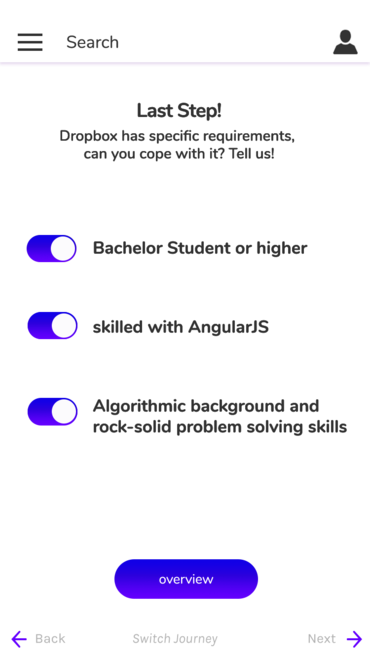 Search
Last Step!
Dropbox has specific requirements,
can you cope with it? Tell us!
Bachelor Student or higher
skilled with AngularJS
Algorithmic background and
rock-solid problem solving skills
overview
Back
Switch Journey
Next